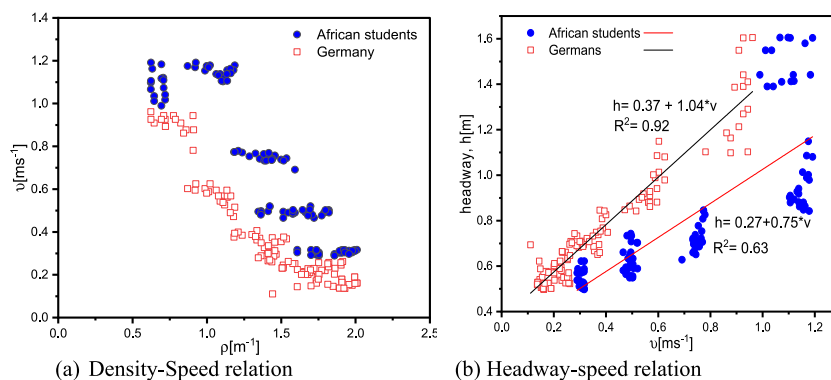 African students
Germany
υ[ms⁻¹]
1.4
1.2
1.0
0.8
0.6
0.4
0.2
0.0
0.0
0.5
1.0
1.5
2.0
2.5
ρ[m⁻¹]
(a) Density-Speed relation
African students
Germans
headway, h[m]
1.6
1.4
1.2
1.0
0.8
0.6
0.4
h= 0.37 + 1.04*v
R²= 0.92
h= 0.27+0.75*v
R²= 0.63
0.0
0.2
0.4
0.6
0.8
1.0
1.2
υ[ms⁻¹]
(b) Headway-speed relation